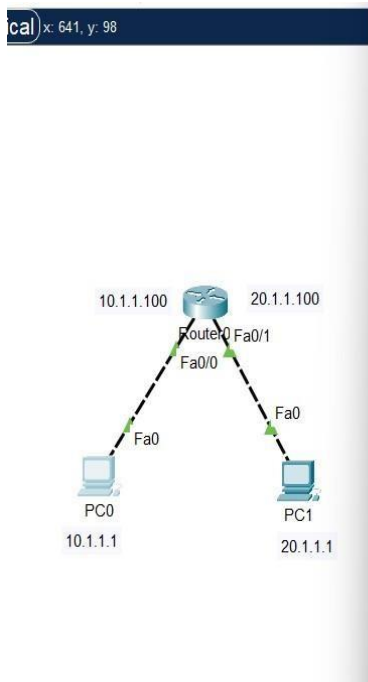 ical x: 641, y: 98
10.1.1.100
20.1.1.100
Router0
Fa0/1
Fa0/0
Fa0
Fa0
PC0
PC1
10.1.1.1
20.1.1.1